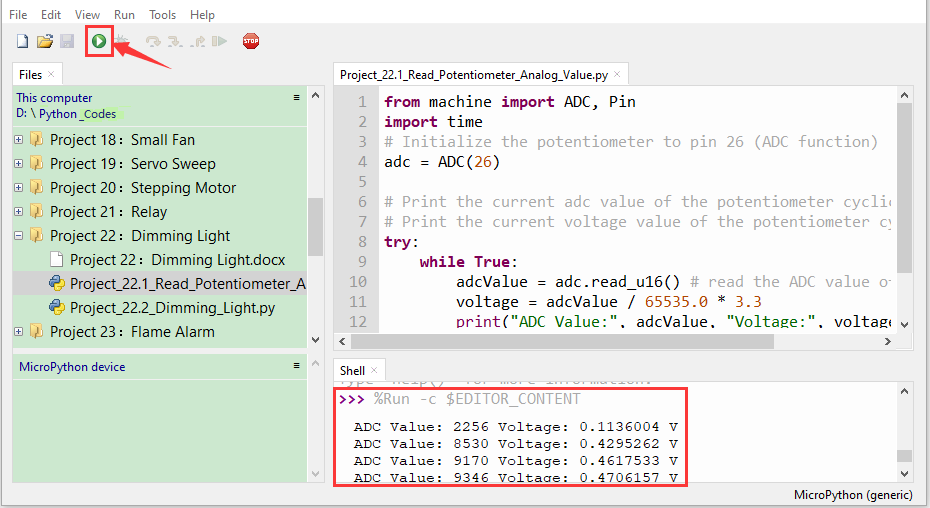 File Edit View Run Tools Help
STOP
Files ×
This computer
D: \ Python_Codes
Project 18：Small Fan
Project 19：Servo Sweep
Project 20：Stepping Motor
Project 21：Relay
Project 22：Dimming Light
Project 22：Dimming Light.docx
Project_22.1_Read_Potentiometer_A
Project_22.2_Dimming_Light.py
Project 23：Flame Alarm
MicroPython device
Project_22.1_Read_Potentiometer_Analog_Value.py ×
1 from machine import ADC, Pin
2 import time
3 # Initialize the potentiometer to pin 26 (ADC function)
4 adc = ADC(26)
5
6 # Print the current adc value of the potentiometer cyclic
7 # Print the current voltage value of the potentiometer cy
8 try:
9     while True:
10         adcValue = adc.read_u16() # read the ADC value o
11         voltage = adcValue / 65535.0 * 3.3
12         print("ADC Value:", adcValue, "Voltage:", voltage
Shell ×
Type "help()" for more information.
>>> %Run -c $EDITOR_CONTENT
ADC Value: 2256 Voltage: 0.1136004 V
ADC Value: 8530 Voltage: 0.4295262 V
ADC Value: 9170 Voltage: 0.4617533 V
ADC Value: 9346 Voltage: 0.4706157 V
MicroPython (generic)